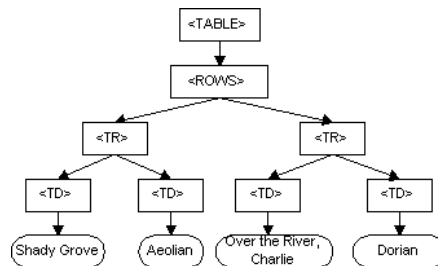 <TABLE>
<ROWS>
<TR> <TR>
<TD> <TD> <TD> <TD>
Shady Grove
Aeolian
Over the River,
Charlie
Dorian